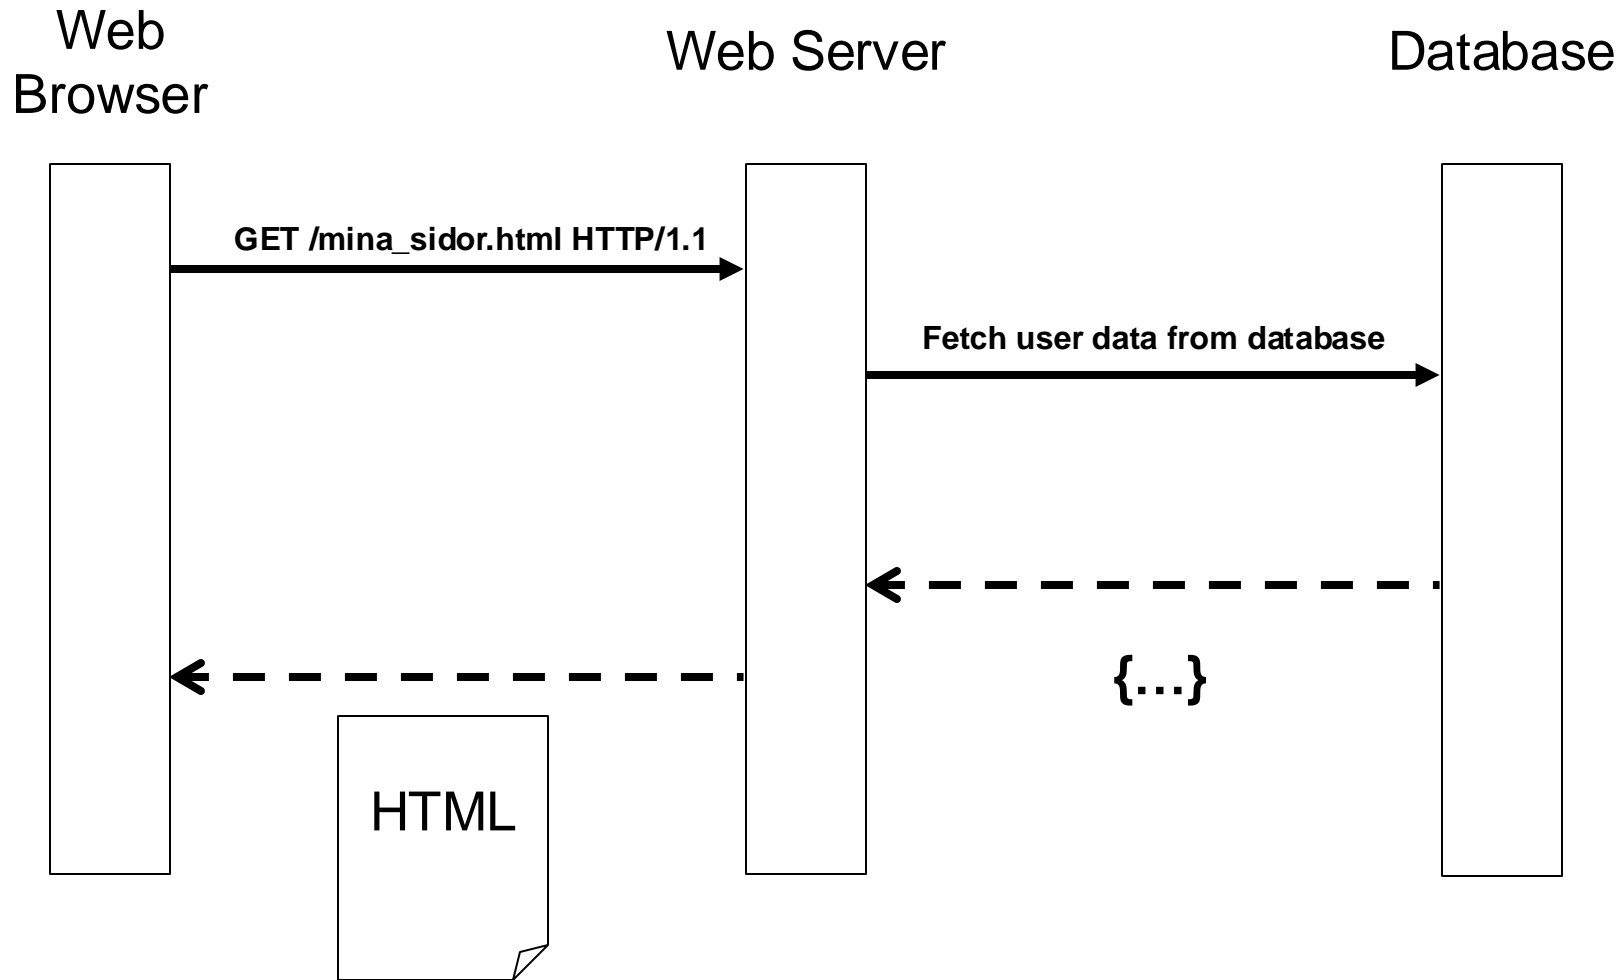 Web
Browser
Web Server
Database
GET /mina_sidor.html HTTP/1.1
Fetch user data from database
{...}
HTML